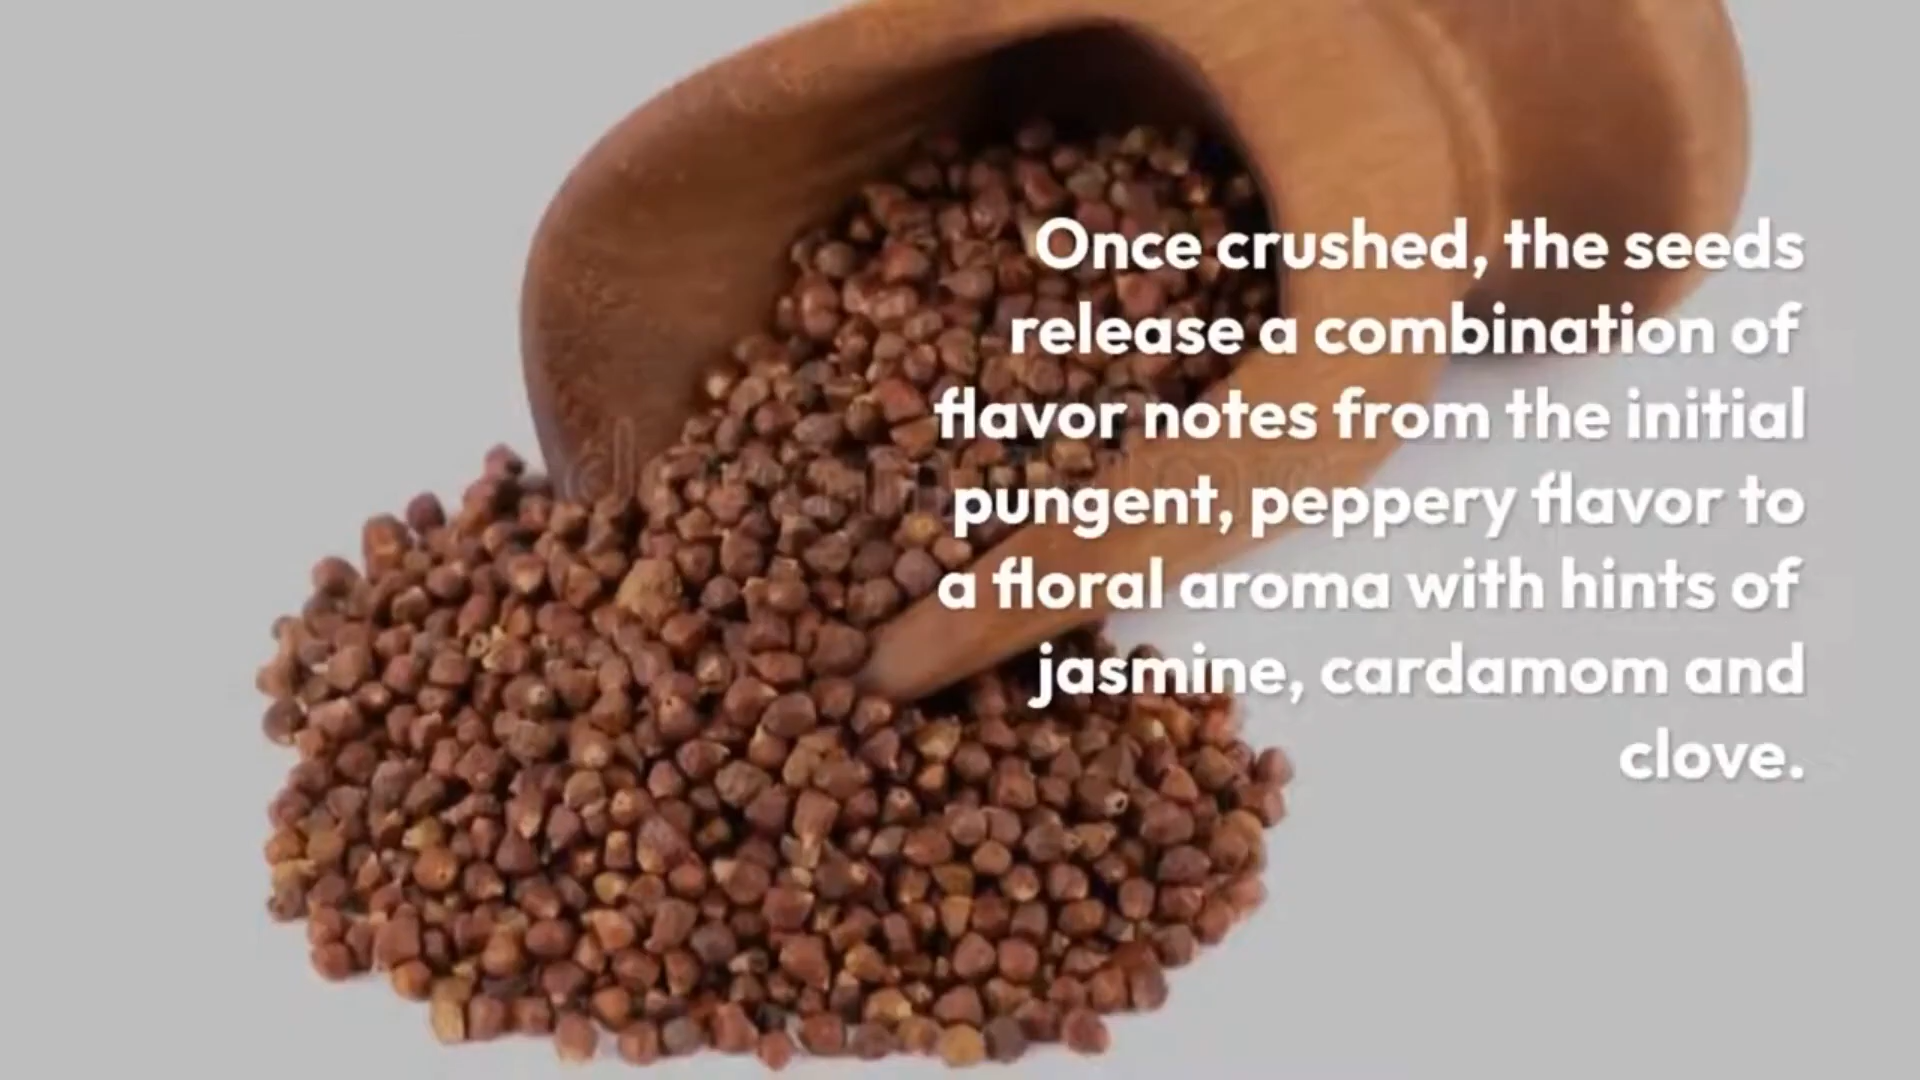 Once crushed, the seeds
release a combination of
flavor notes from the initial
pungent, peppery flavor to
a floral aroma with hints of
jasmine, cardamom and
clove.